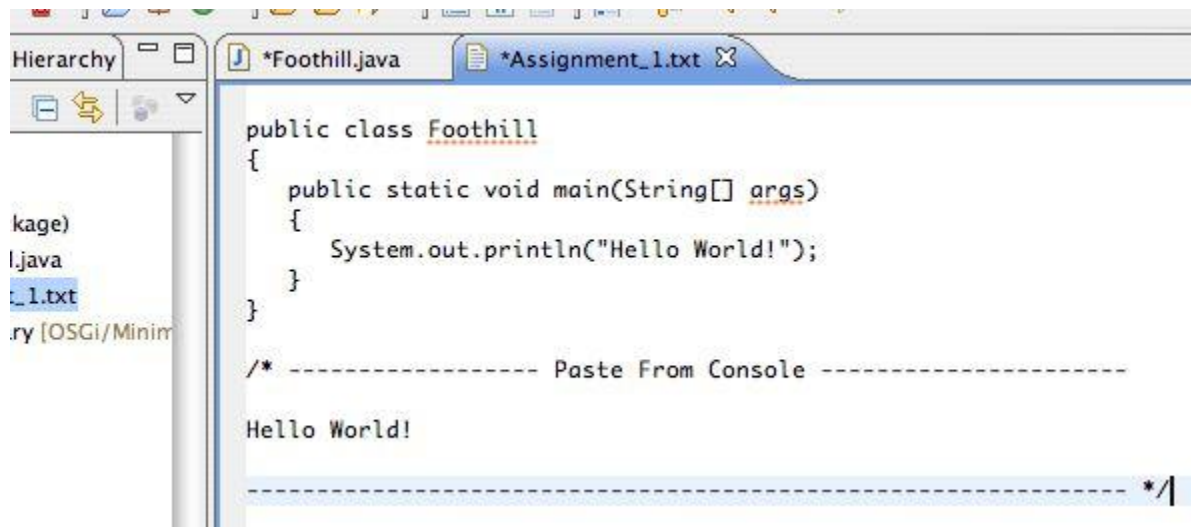 Hierarchy
*Foothill.java
*Assignment_1.txt
kage)
.java
_1.txt
[OSGi/Minim
public class Foothill
{
   public static void main(String[] args)
   {
      System.out.println("Hello World!");
   }
}
/* ------------------ Paste From Console ----------------------
Hello World!
---------------------------------------------------------------- */